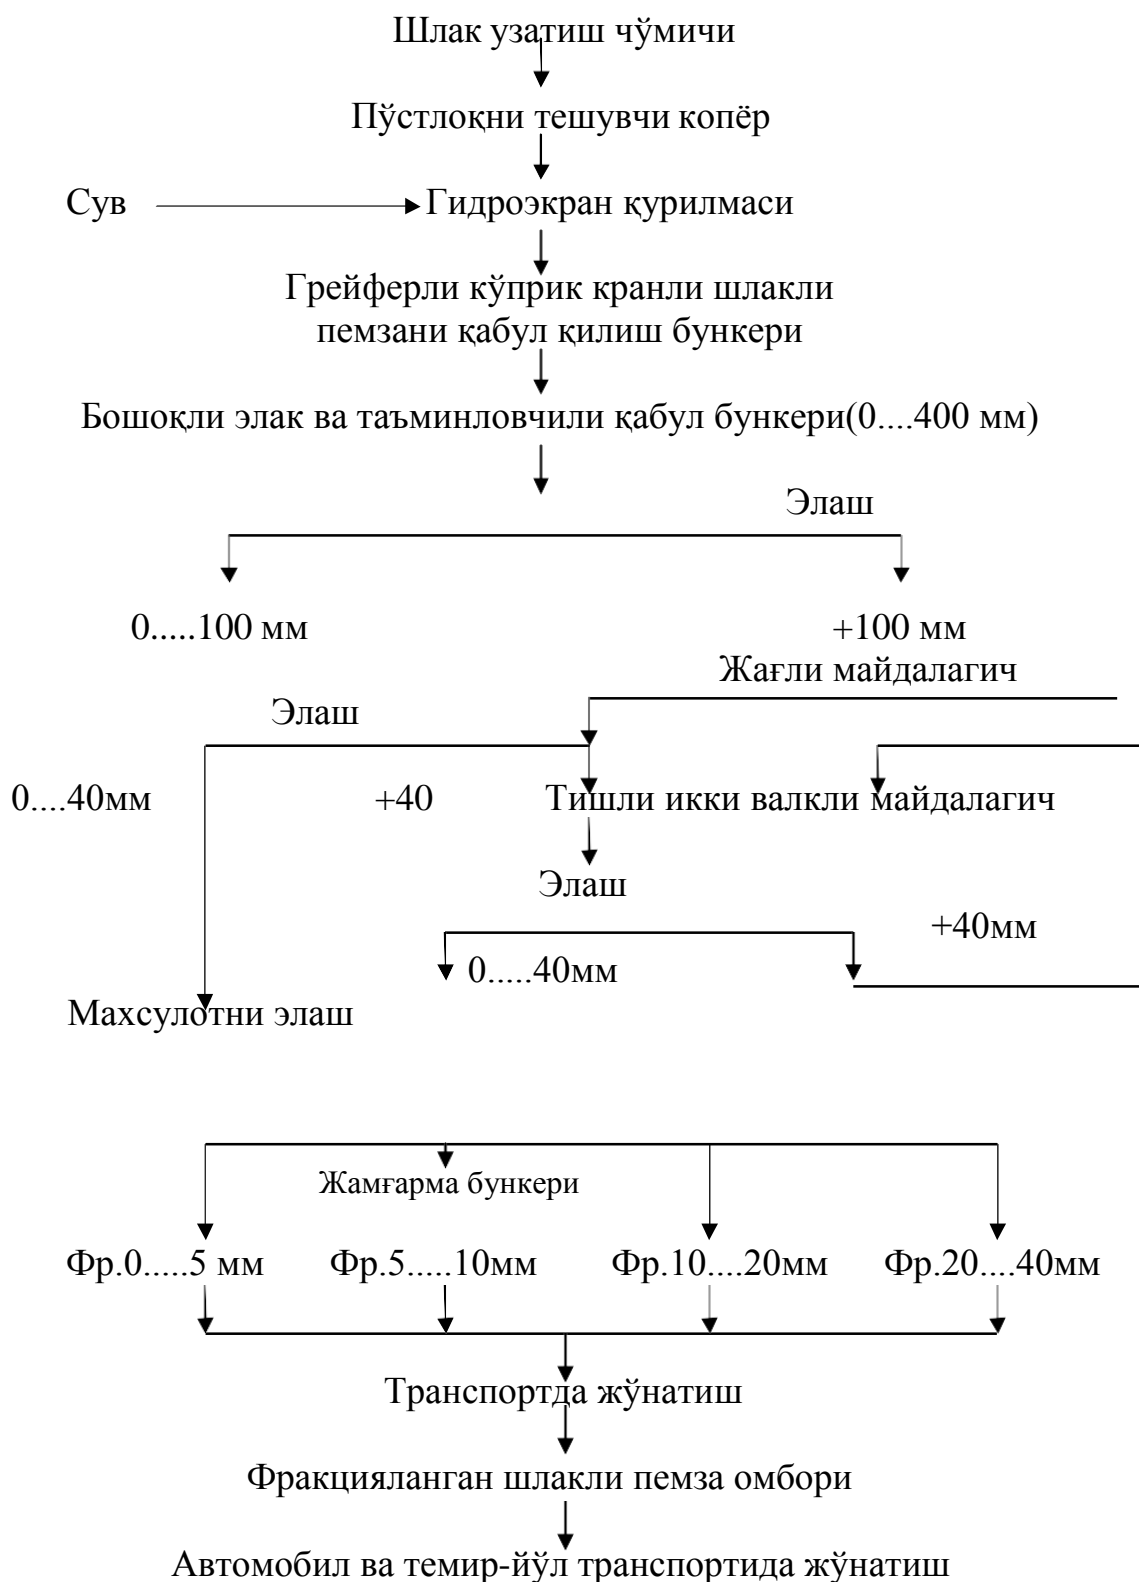 Шлак узатиш чўмичи
Пўстлоқни тешувчи копёр
Сув
Гидроэкран қурилмаси
Грейферли кўприк кранли шлакли
пемзани қабул қилиш бункери
Бошоқли элак ва таъминловчили қабул бункери(0....400 мм)
Элаш
0.....100 мм
+100 мм
Жағли майдалагич
Элаш
0....40мм
+40
Тишли икки валкли майдалагич
Элаш
+40мм
0.....40мм
Махсулотни элаш
Жамғарма бункери
Фр.0.....5 мм
Фр.5.....10мм
Фр.10....20мм
Фр.20....40мм
Транспортда жўнатиш
Фракцияланган шлакли пемза омбори
Автомобил ва темир-йўл транспортида жўнатиш